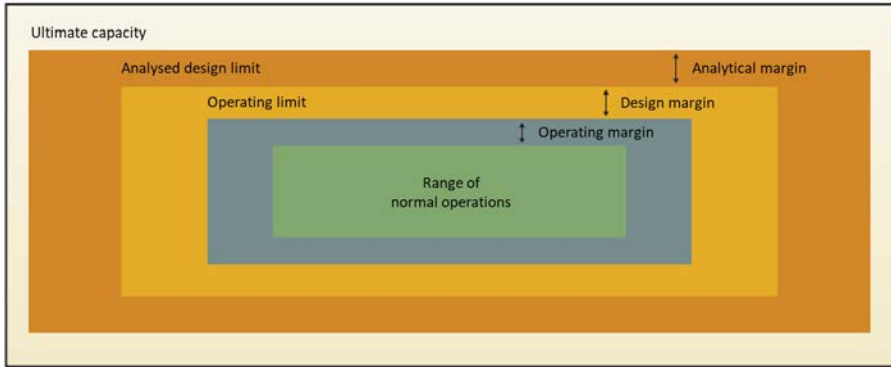 Ultimate capacity
Analysed design limit
Analytical margin
Operating limit
Design margin
Operating margin
Range of
normal operations